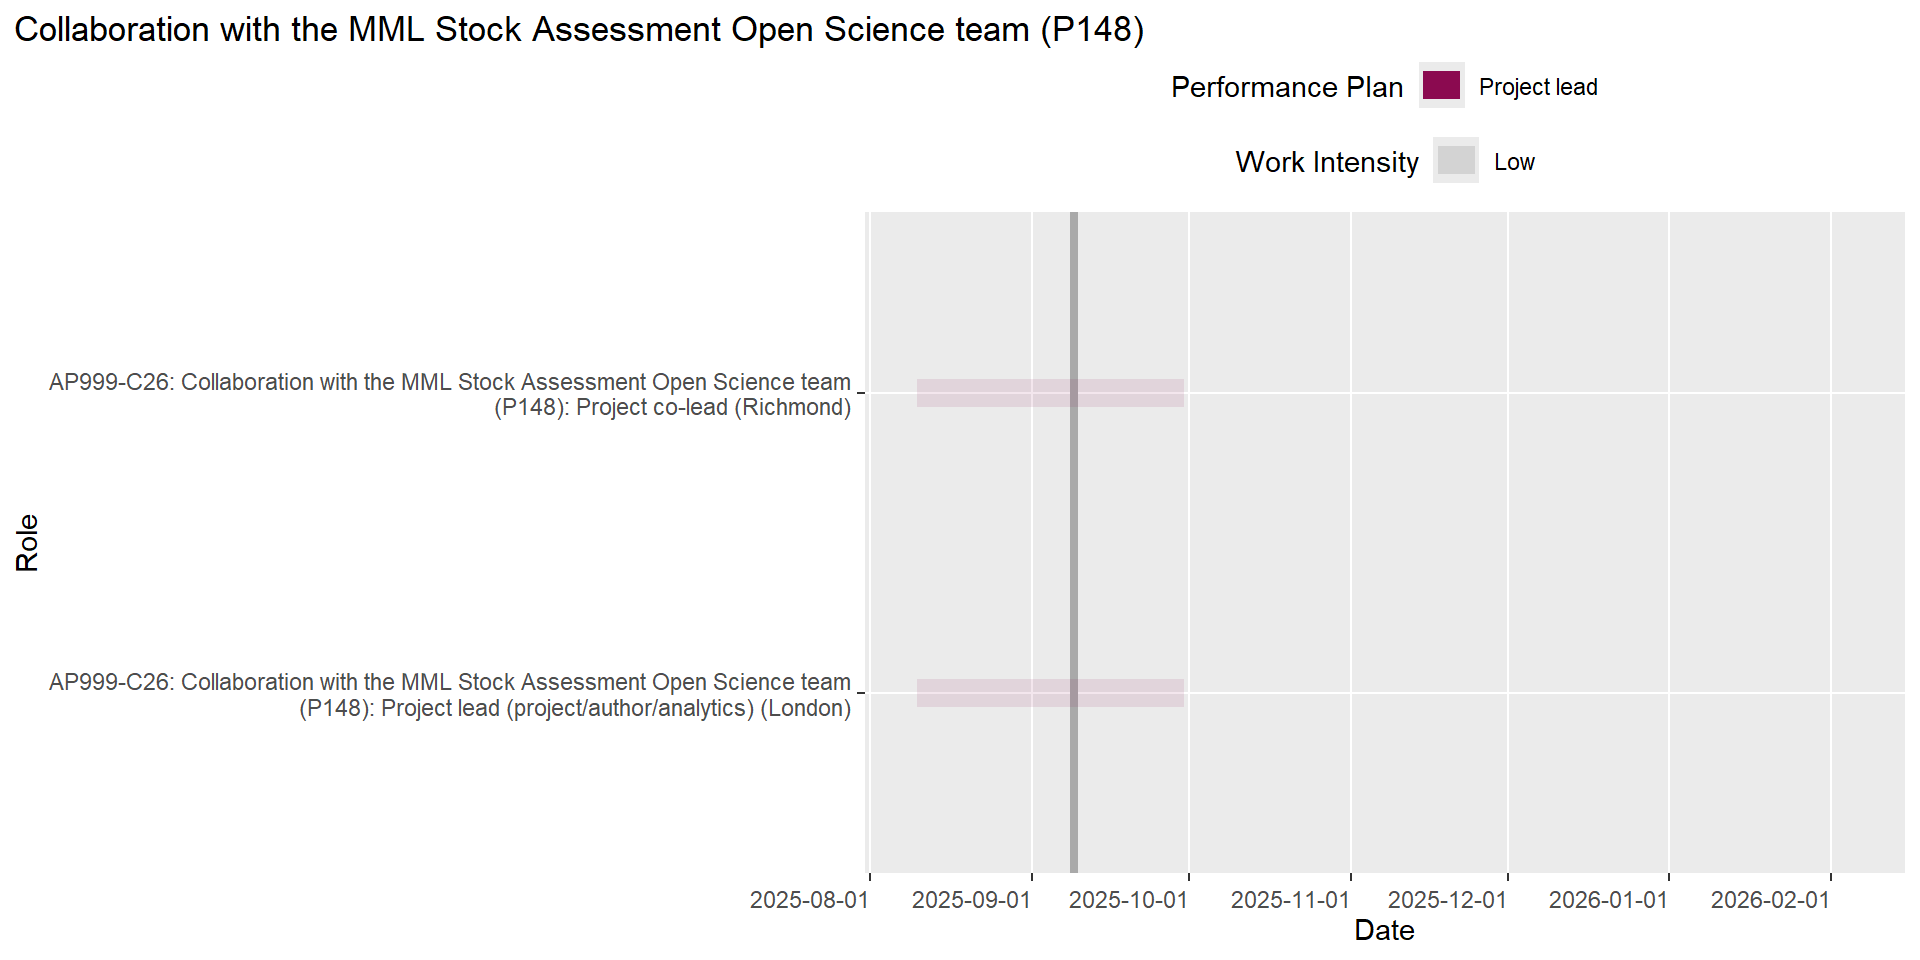 Collaboration with the MML Stock Assessment Open Science team (P148)
Performance Plan Project lead
Work Intensity Low
AP999-C26: Collaboration with the MML Stock Assessment Open Science team
(P148): Project co-lead (Richmond)
Role
AP999-C26: Collaboration with the MML Stock Assessment Open Science team
(P148): Project lead (project/author/analytics) (London)
2025-08-01 2025-09-01 2025-10-01 2025-11-01 2025-12-01 2026-01-01 2026-02-01
Date